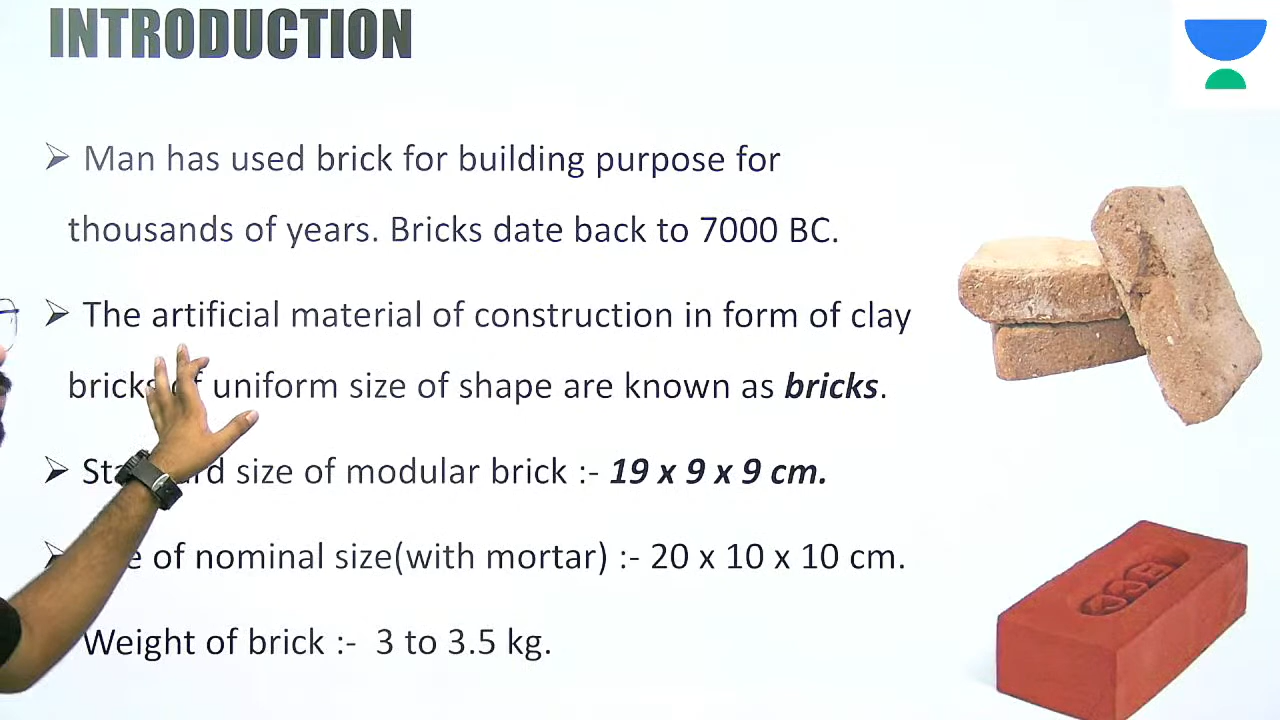 INTRODUCTION
➢ Man has used brick for building purpose for
thousands of years. Bricks date back to 7000 BC.
➢ The artificial material of construction in form of clay
bricks of uniform size of shape are known as bricks.
➢ size of modular brick :- 19 x 9 x 9 cm.
of nominal size(with mortar) :- 20 x 10 x 10 cm.
Weight of brick :- 3 to 3.5 kg.